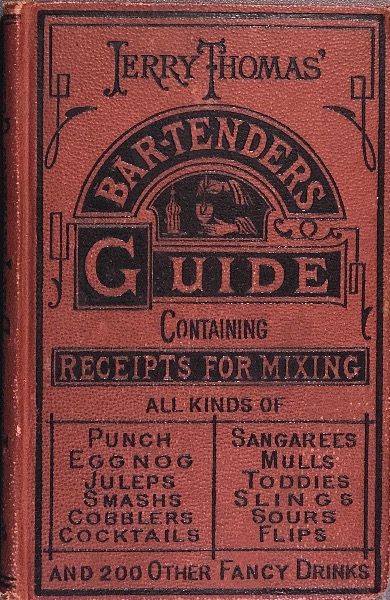 JERRY THOMAS'
BAR-TENDERS
GUIDE
CONTAINING
RECEIPTS FOR MIXING
ALL KINDS OF
PUNCH
EGGNOG
JULEPS
SMASHS
COBBLERS
COCKTAILS
SANGAREES
MULLS
TODDIES
SLINGS
SOURS
FLIPS
AND 200 OTHER FANCY DRINKS